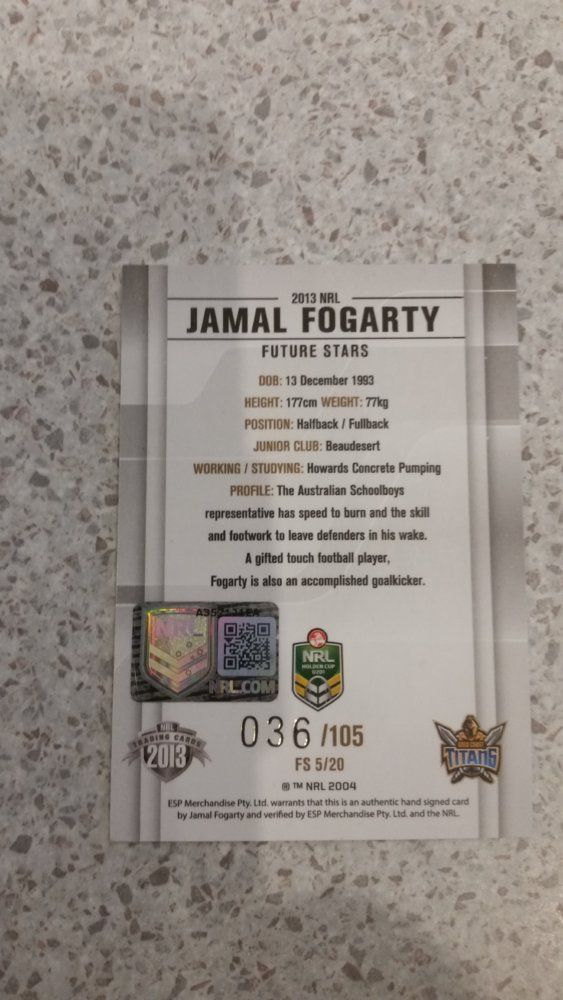 2013 NRL
JAMAL FOGARTY
FUTURE STARS
DOB: 13 December 1993
HEIGHT: 177cm WEIGHT: 77kg
POSITION: Halfback / Fullback
JUNIOR CLUB: Beaudesert
WORKING / STUDYING: Howards Concrete Pumping
PROFILE: The Australian Schoolboys
representative has speed to burn and the skill
and footwork to leave defenders in his wake.
A gifted touch football player,
Fogarty is also an accomplished goalkicker.
NRL
NRL.COM
NRL
HOLDEN CUP
U20s
036/105
FS 5/20
NRL
TRADING CARDS
2013
GOLD COAST
TITANS
® ™ NRL 2004
ESP Merchandise Pty. Ltd. warrants that this is an authentic hand signed card
by Jamal Fogarty and verified by ESP Merchandise Pty. Ltd. and the NRL.